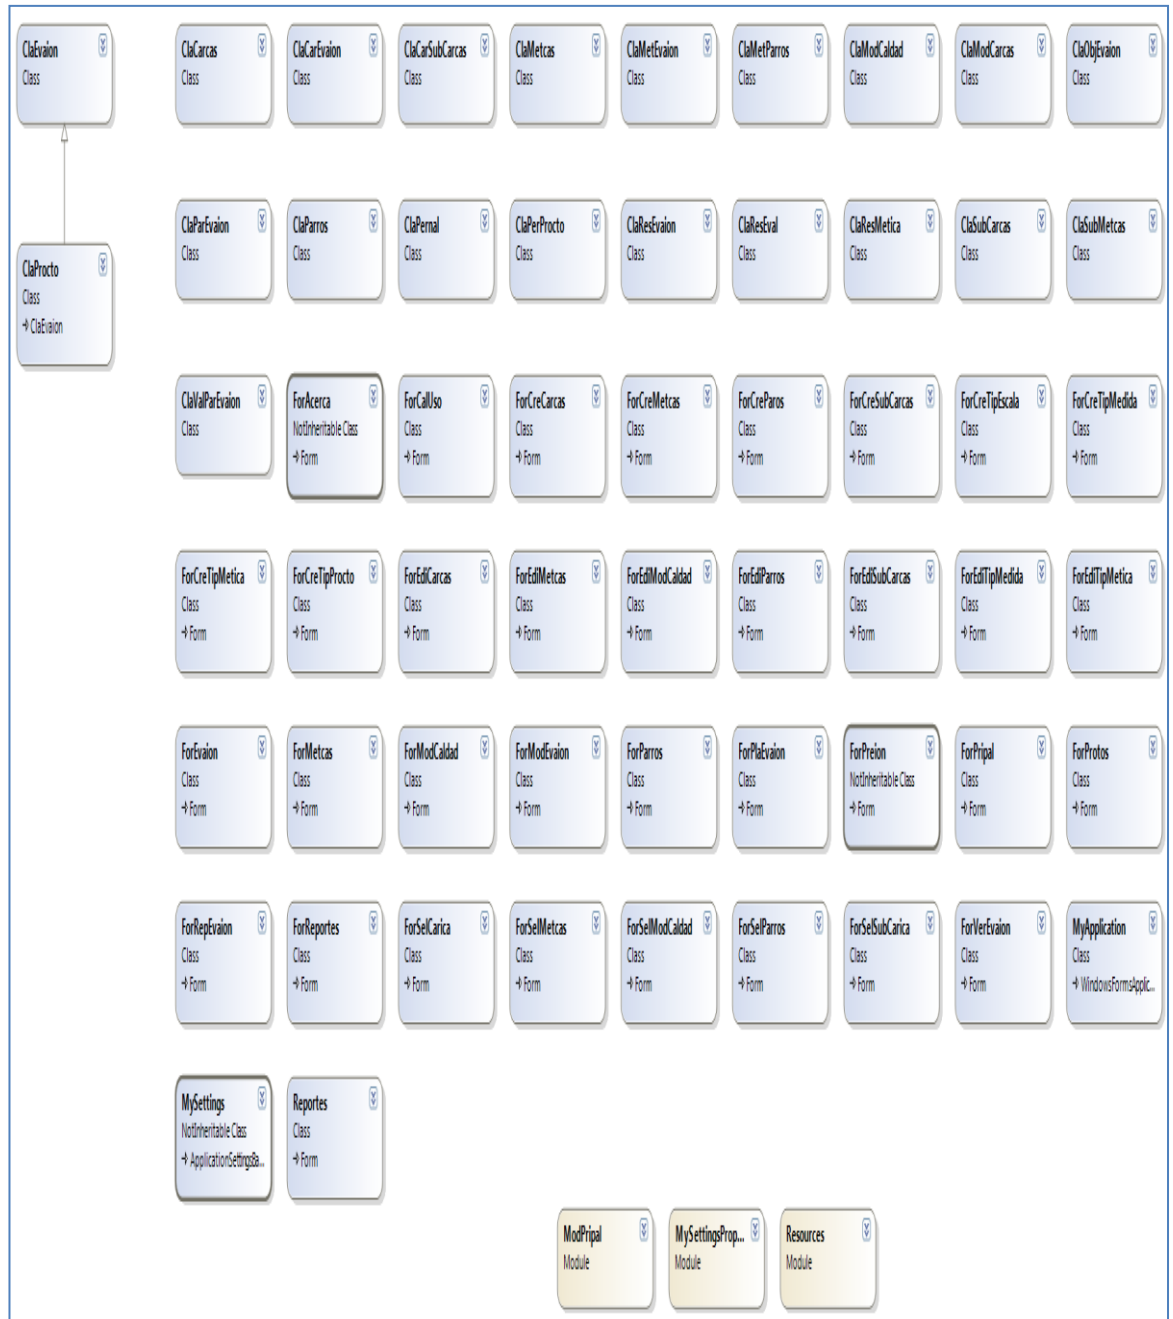 ClaEvaion
Class
ClaCarcas
Class
ClaCarEvaion
Class
ClaCarSubCarcas
Class
ClaMetcas
Class
ClaMetEvaion
Class
ClaMetParros
Class
ClaModCaldad
Class
ClaModCarcas
Class
ClaObjEvaion
Class
ClaProcto
Class
ClaEvaion
ClaParEvaion
Class
ClaParros
Class
ClaPernal
Class
ClaPerProcto
Class
ClaResEvaion
Class
ClaResEval
Class
ClaResMetica
Class
ClaSubCarcas
Class
ClaSubMetcas
Class
ClaValParEvaion
Class
ForAcerca
NotInheritable Class
Form
ForCalUso
Class
Form
ForCreCarcas
Class
Form
ForCreMetcas
Class
Form
ForCreParos
Class
Form
ForCreSubCarcas
Class
Form
ForCreTipEscala
Class
Form
ForCreTipMedida
Class
Form
ForCreTipMetica
Class
Form
ForCreTipProcto
Class
Form
ForEdiCarcas
Class
Form
ForEdiMetcas
Class
Form
ForEdiModCaldad
Class
Form
ForEdiParros
Class
Form
ForEdiSubCarcas
Class
Form
ForEdiTipMedida
Class
Form
ForEdiTipMetica
Class
Form
ForEvaion
Class
Form
ForMetcas
Class
Form
ForModCaldad
Class
Form
ForModEvaion
Class
Form
ForParros
Class
Form
ForPlaEvaion
Class
Form
ForPreion
NotInheritable Class
Form
ForPripal
Class
Form
ForProtos
Class
Form
ForRepEvaion
Class
Form
ForReportes
Class
Form
ForSelCarica
Class
Form
ForSelMetcas
Class
Form
ForSelModCaldad
Class
Form
ForSelParros
Class
Form
ForSelSubCarica
Class
Form
ForVerEvaion
Class
Form
MyApplication
Class
WindowsFormsApplic...
MySettings
NotInheritable Class
ApplicationSettingsBa...
Reportes
Class
Form
ModPripal
Module
MySettingsProp...
Module
Resources
Module